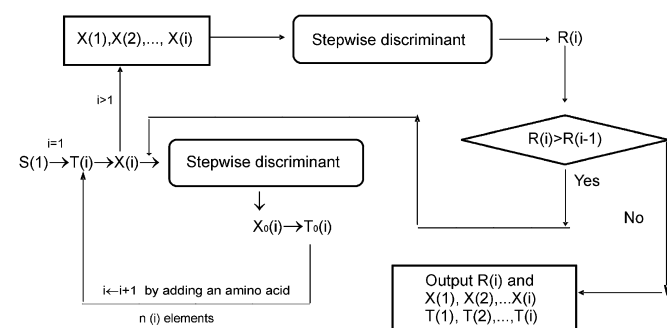 X(1),X(2),..., X(i)
Stepwise discriminant
R(i)
i>1
R(i)>R(i-1)
i=1
S(1)→T(i)→X(i)→
Stepwise discriminant
Yes
No
X₀(i)→T₀(i)
i←i+1 by adding an amino acid
n (i) elements
Output R(i) and
X(1), X(2),...X(i)
T(1), T(2),...,T(i)